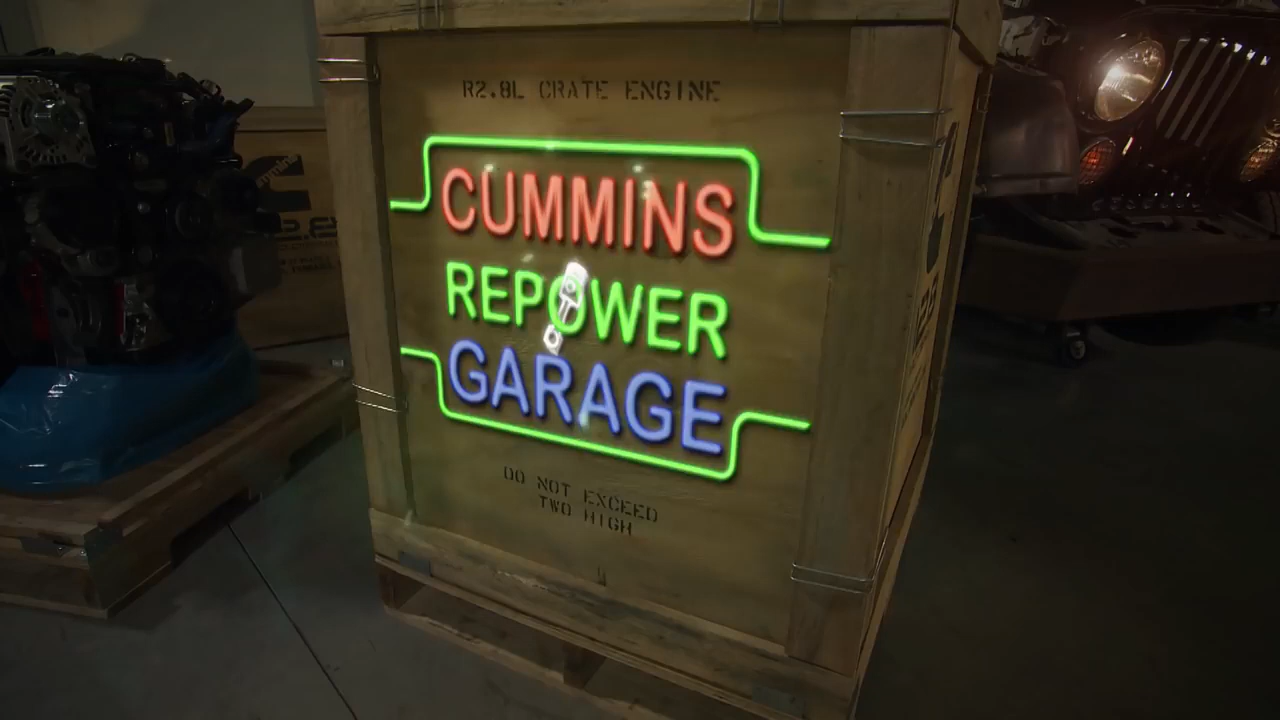 R2.8L CRATE ENGINE
CUMMINS
REPOWER
GARAGE
DO NOT EXCEED
TWO HIGH